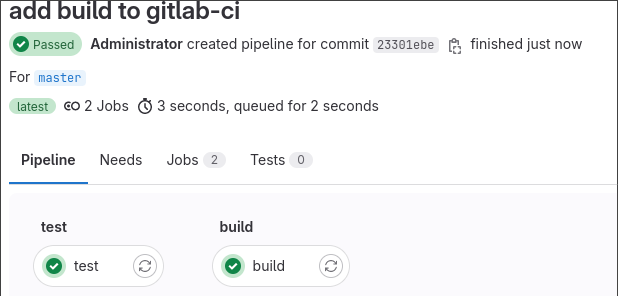 add build to gitlab-ci
Passed Administrator created pipeline for commit 23301ebe finished just now
For master
latest 2 Jobs 3 seconds, queued for 2 seconds
Pipeline Needs Jobs 2 Tests 0
test build
test build